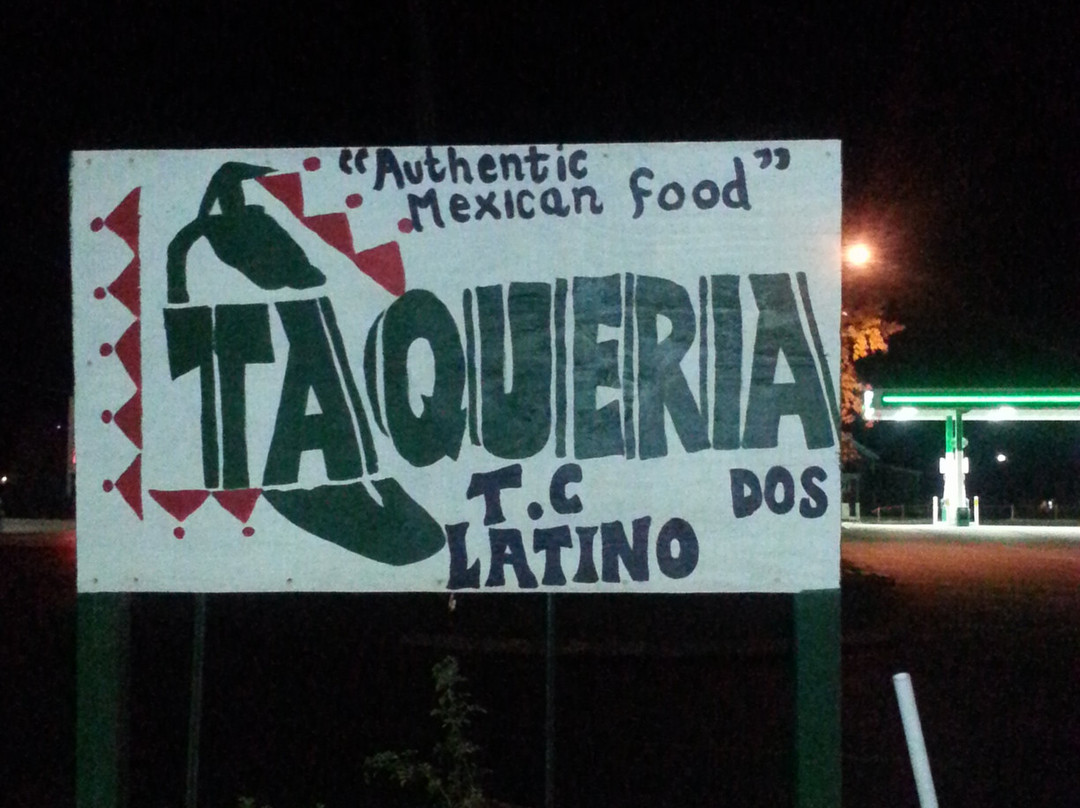 “Authentic
Mexican food”
TAQUERIA
T.C DOS
LATINO